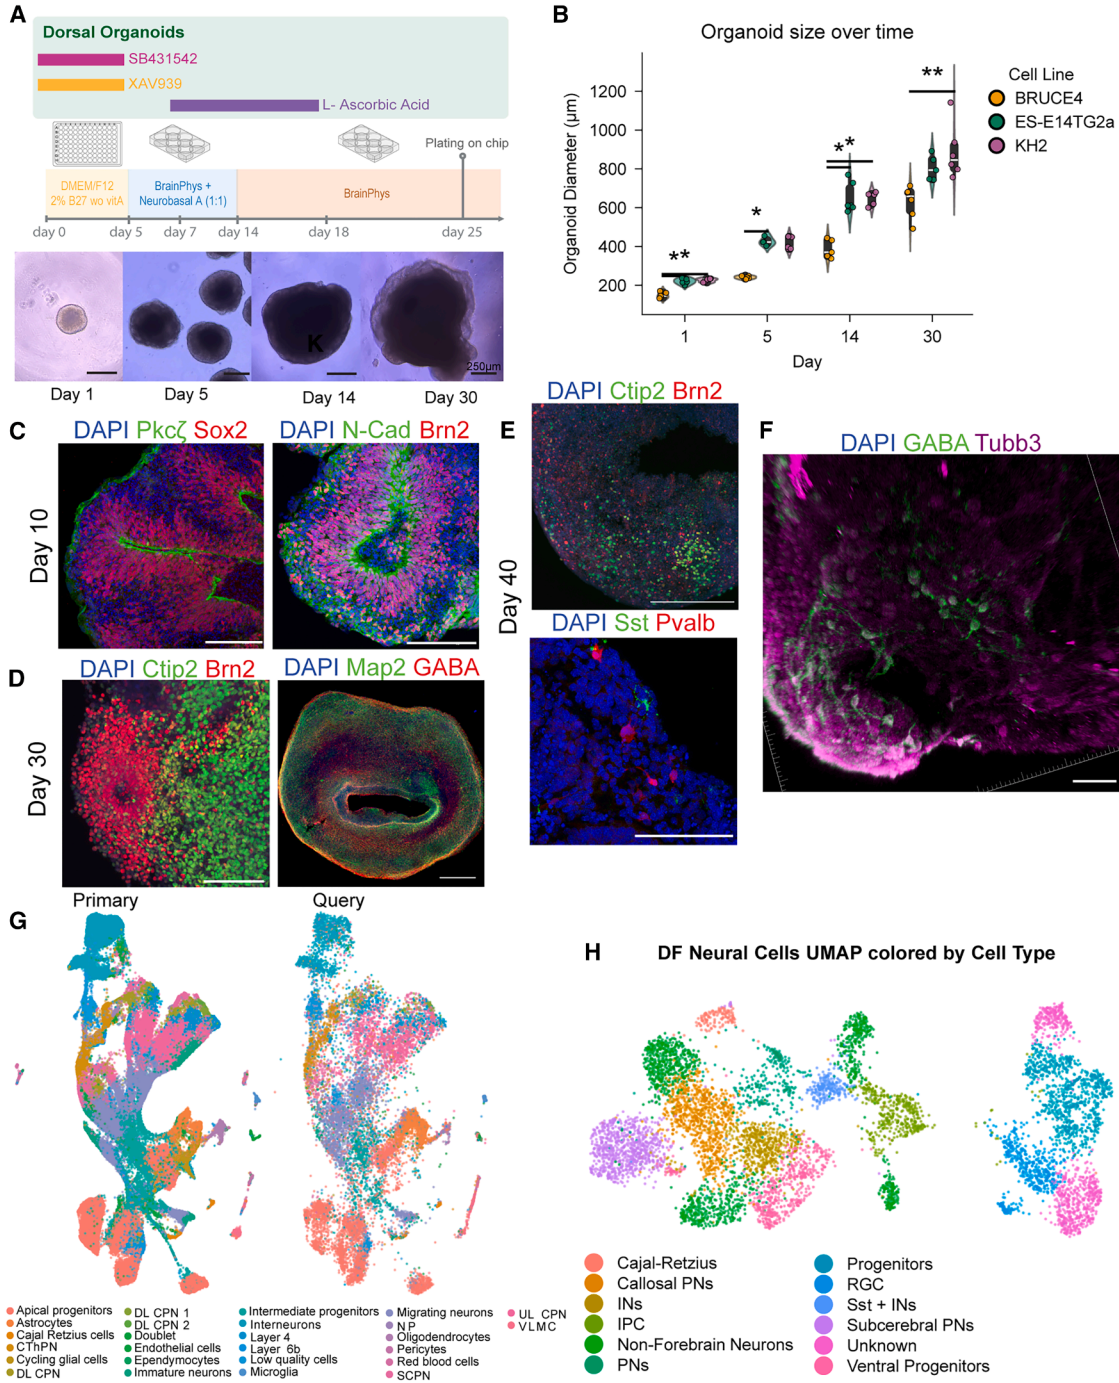 A
Dorsal Organoids
SB431542
XAV939
L- Ascorbic Acid
Plating on chip
DMEM/F12
2% B27 wo vitA
BrainPhys +
Neurobasal A (1:1)
BrainPhys
day 0
day 5
day 7
day 14
day 18
day 25
K
250µm
Day 1
Day 5
Day 14
Day 30
B
Organoid size over time
Organoid Diameter (µm)
1200
1000
800
600
400
200
**
*
**
**
1
5
14
30
Day
Cell Line
BRUCE4
ES-E14TG2a
KH2
C
DAPI Pkcζ Sox2
DAPI N-Cad Brn2
Day 10
D
DAPI Ctip2 Brn2
DAPI Map2 GABA
Day 30
E
DAPI Ctip2 Brn2
DAPI Sst Pvalb
Day 40
F
DAPI GABA Tubb3
G
Primary
Query
Apical progenitors
Astrocytes
Cajal Retzius cells
CThPN
Cycling glial cells
DL CPN
DL CPN 1
DL CPN 2
Doublet
Endothelial cells
Ependymocytes
Immature neurons
Intermediate progenitors
Interneurons
Layer 4
Layer 6b
Low quality cells
Microglia
Migrating neurons
NP
Oligodendrocytes
Pericytes
Red blood cells
SCPN
UL CPN
VLMC
H
DF Neural Cells UMAP colored by Cell Type
Cajal-Retzius
Callosal PNs
INs
IPC
Non-Forebrain Neurons
PNs
Progenitors
RGC
Sst + INs
Subcerebral PNs
Unknown
Ventral Progenitors